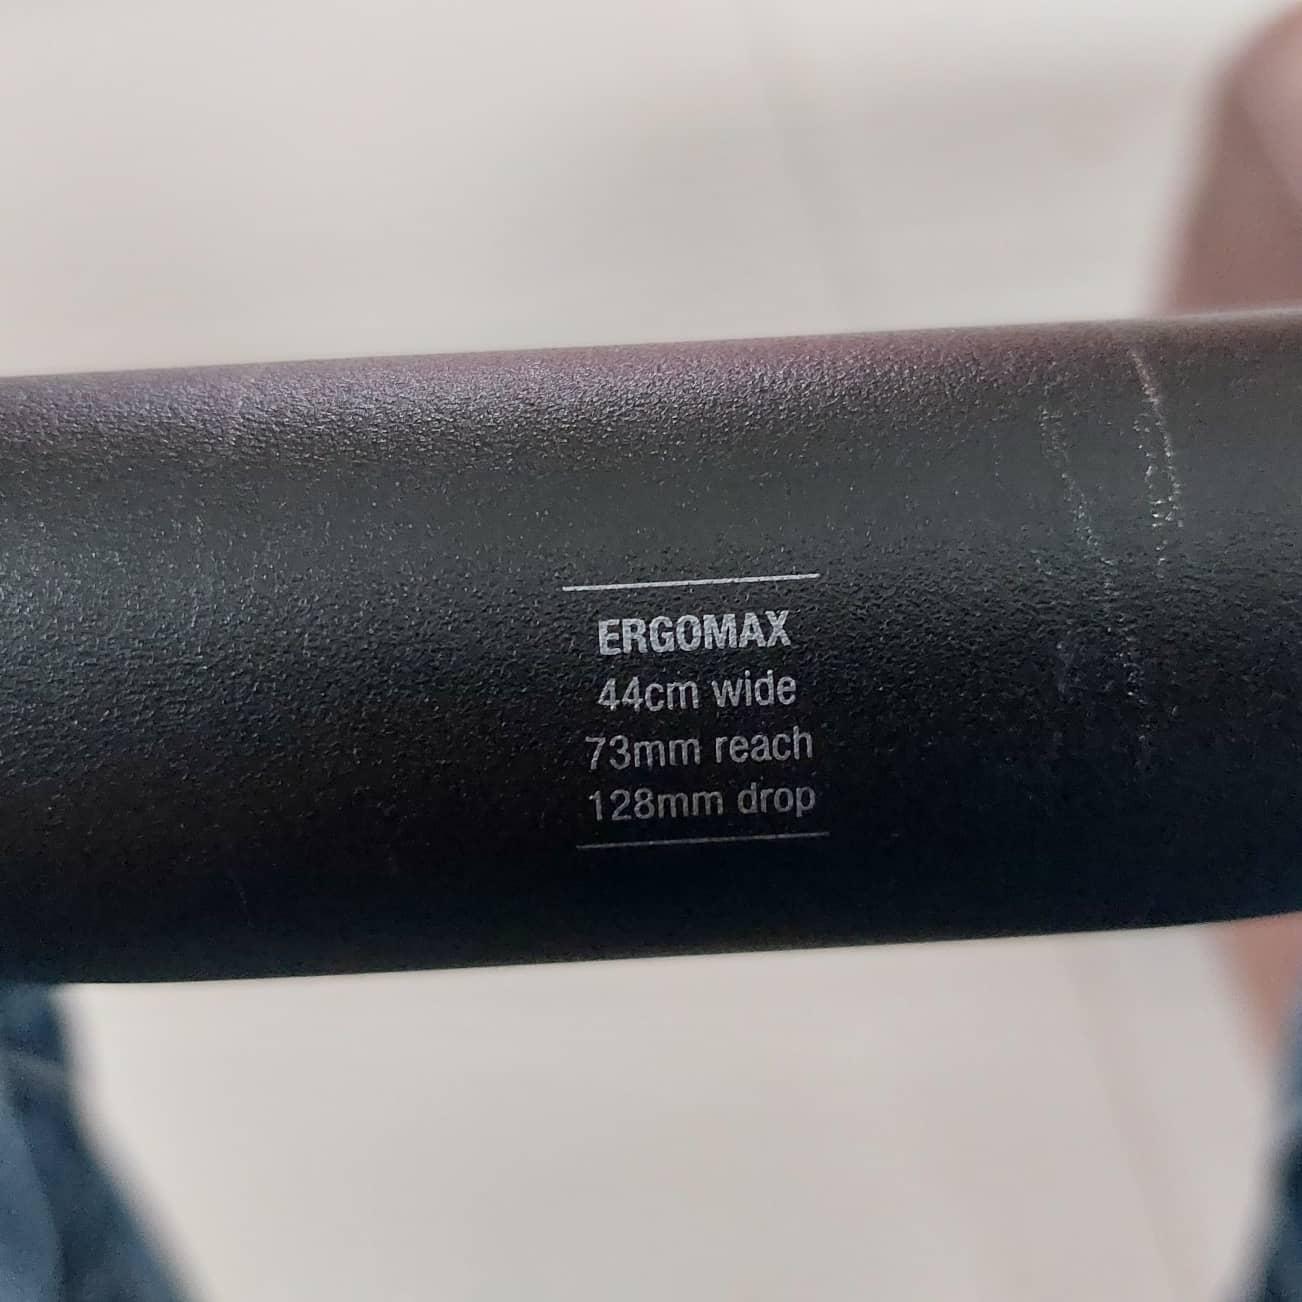 ERGOMAX
44cm wide
73mm reach
128mm drop